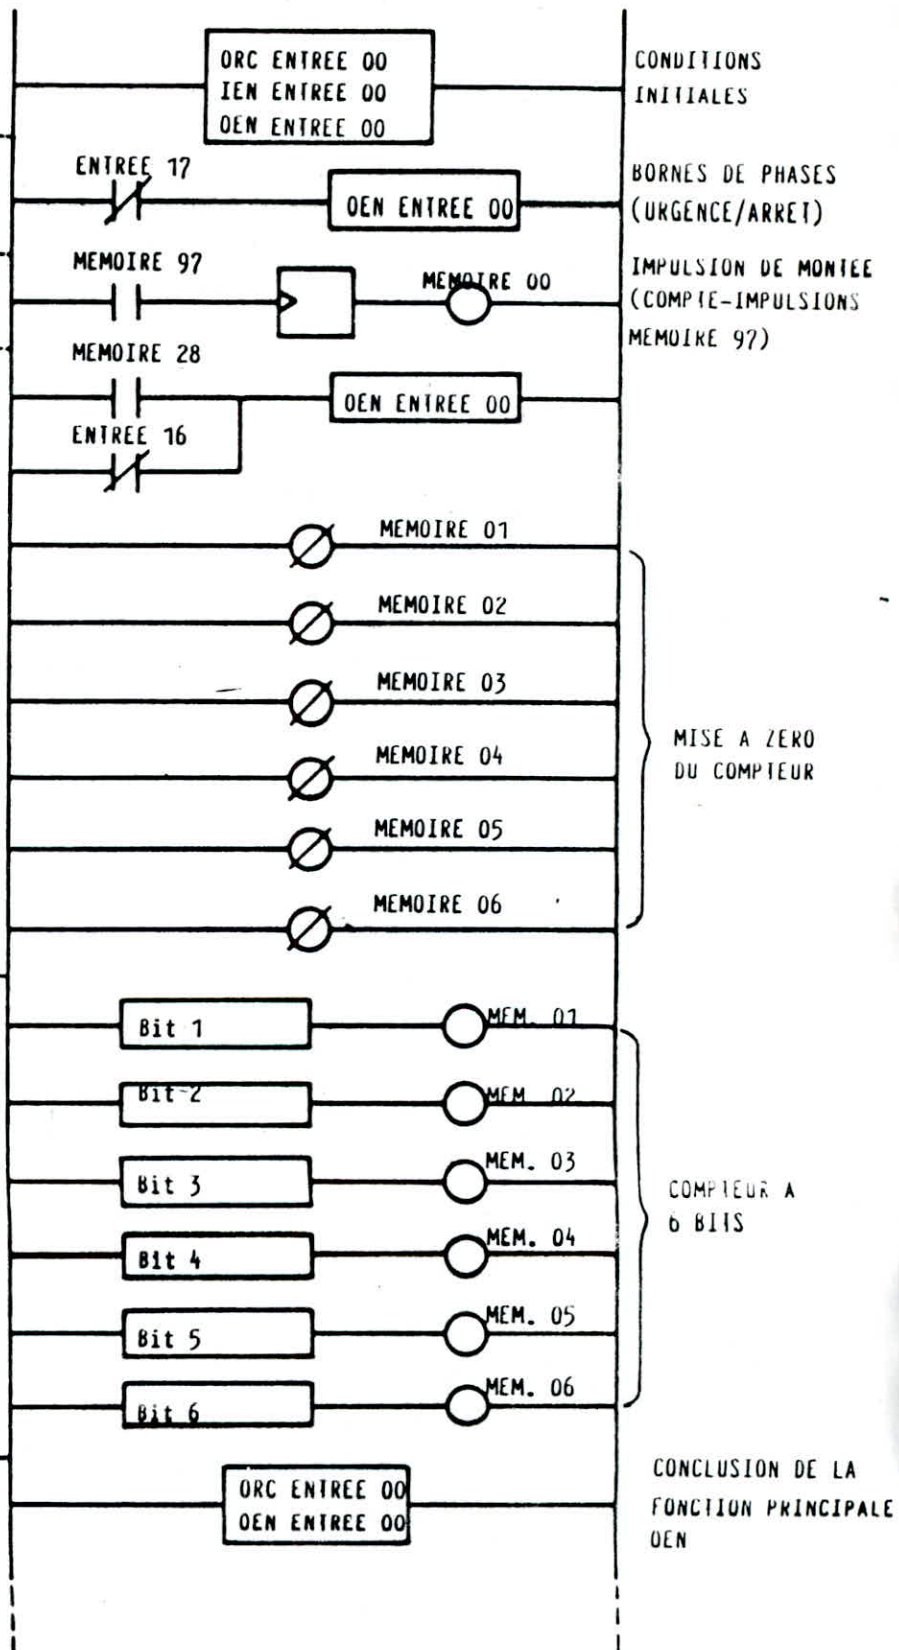 ORC ENTREE 00
IEN ENTREE 00
OEN ENTREE 00
CONDITIONS
INITIALES
ENTREE 17
OEN ENTREE 00
BORNES DE PHASES
(URGENCE/ARRET)
MEMOIRE 97
MEMOIRE 00
IMPULSION DE MONTEE
(COMPTE-IMPULSIONS
MEMOIRE 97)
MEMOIRE 28
OEN ENTREE 00
ENTREE 16
MEMOIRE 01
MEMOIRE 02
MEMOIRE 03
MEMOIRE 04
MEMOIRE 05
MEMOIRE 06
MISE A ZERO
DU COMPTEUR
Bit 1
MEM. 01
Bit 2
MEM. 02
Bit 3
MEM. 03
Bit 4
MEM. 04
Bit 5
MEM. 05
Bit 6
MEM. 06
COMPTEUR A
6 BITS
ORC ENTREE 00
OEN ENTREE 00
CONCLUSION DE LA
FONCTION PRINCIPALE
OEN